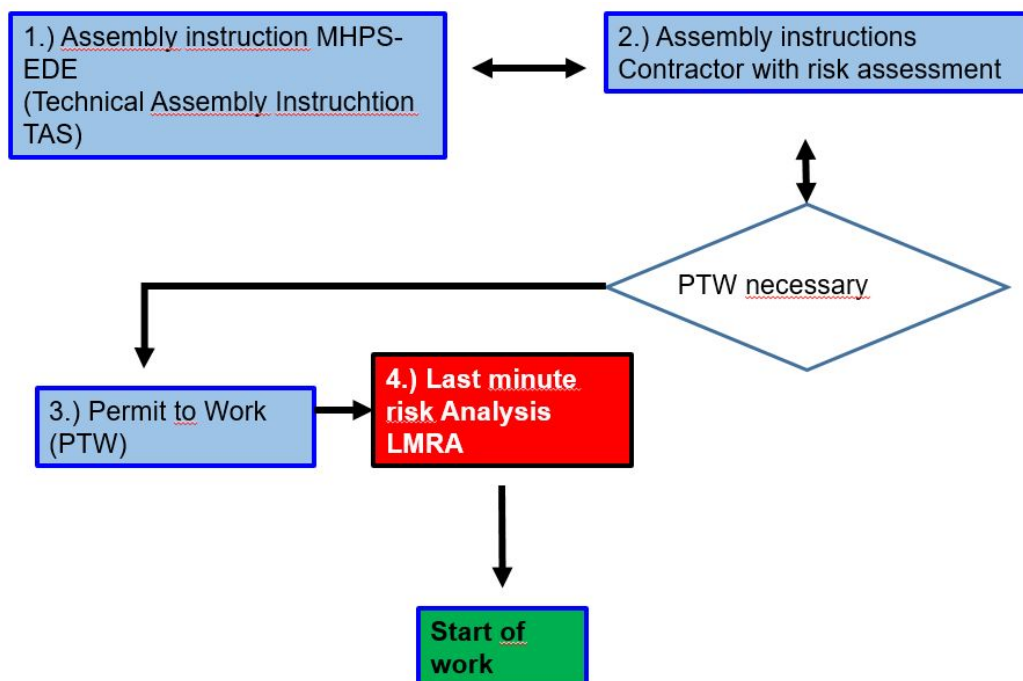 1.) Assembly instruction MHPS-
EDE
(Technical Assembly Instruchtion
TAS)
2.) Assembly instructions
Contractor with risk assessment
PTW necessary
3.) Permit to Work
(PTW)
4.) Last minute
risk Analysis
LMRA
Start of
work